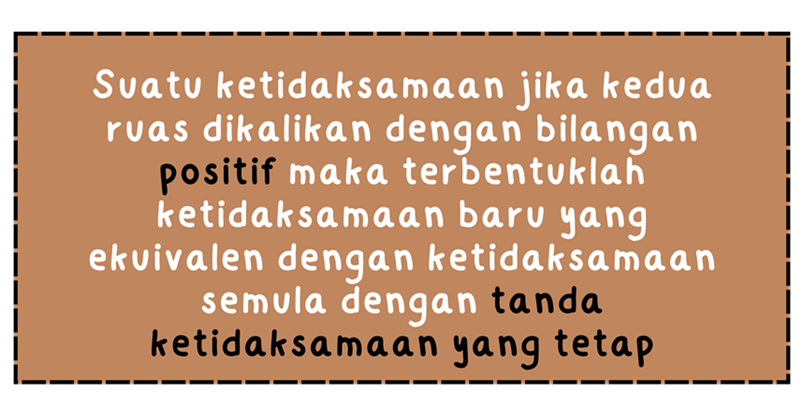 Suatu ketidaksamaan jika kedua
ruas dikalikan dengan bilangan
positif maka terbentuklah
ketidaksamaan baru yang
ekuivalen dengan ketidaksamaan
semula dengan tanda
ketidaksamaan yang tetap